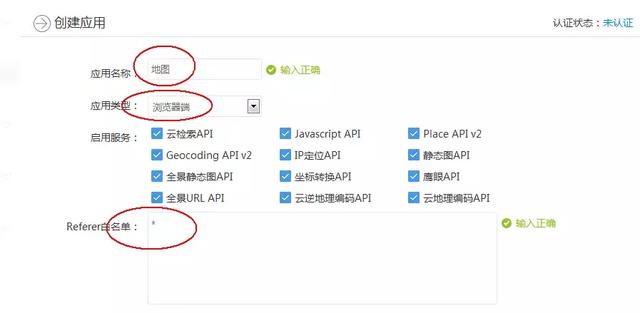 创建应用 认证状态：未认证
应用名称： 地图 输入正确
应用类型： 浏览器端
启用服务： 云检索API Javascript API Place API v2
Geocoding API v2 IP定位API 静态图API
全景静态图API 坐标转换API 鹰眼API
全景URL API 云逆地理编码API 云地理编码API
Referer白名单： * 输入正确